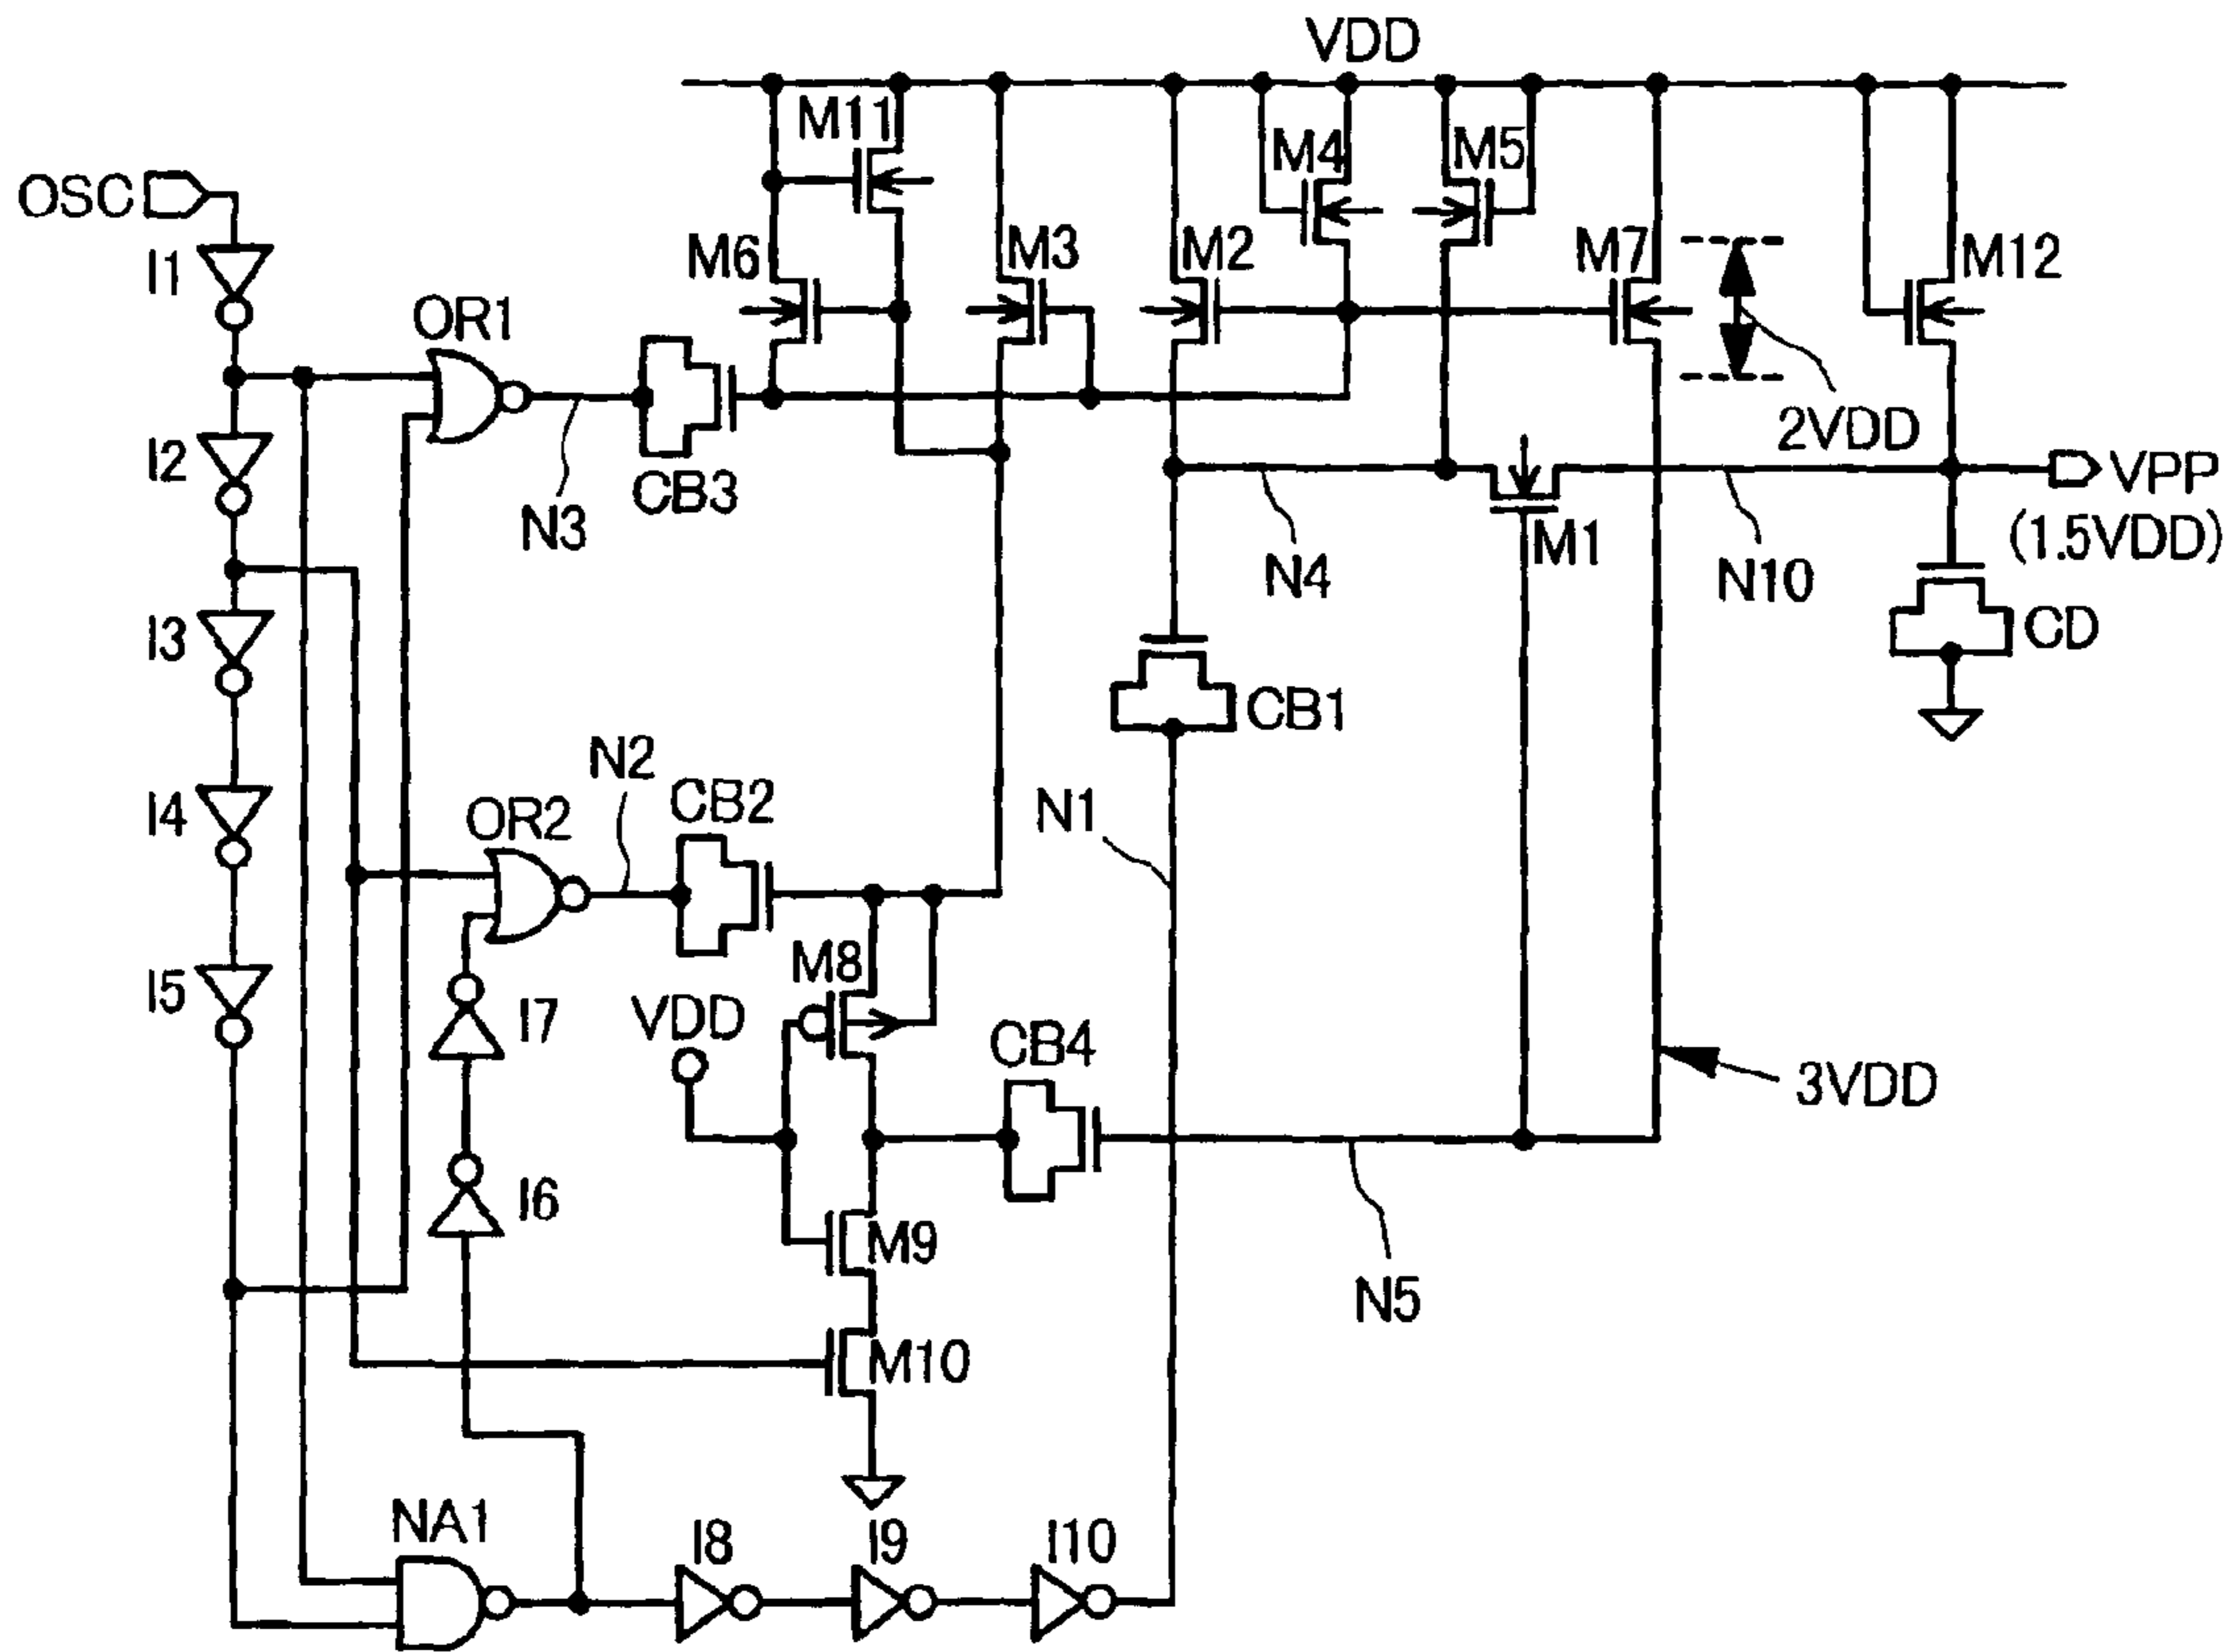 VDD
M11
M4
M5
OSC
I1
M6
M3
M2
M7
M12
OR1
2VDD
I2
CB3
N3
VPP
(1.5VDD)
M1
N4
N10
I3
CD
CB1
N2
CB2
N1
I4
OR2
M8
I5
I7
VDD
CB4
3VDD
I6
M9
N5
M10
NA1
I8
I9
I10